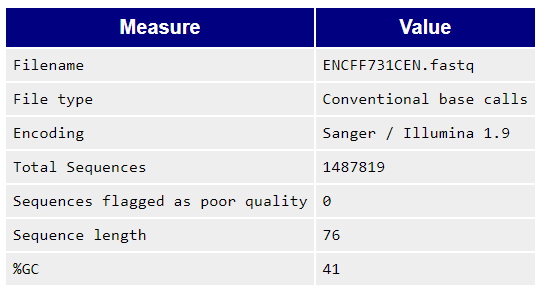 Measure Value
Filename ENCFF731CEN.fastq
File type Conventional base calls
Encoding Sanger / Illumina 1.9
Total Sequences 1487819
Sequences flagged as poor quality 0
Sequence length 76
%GC 41